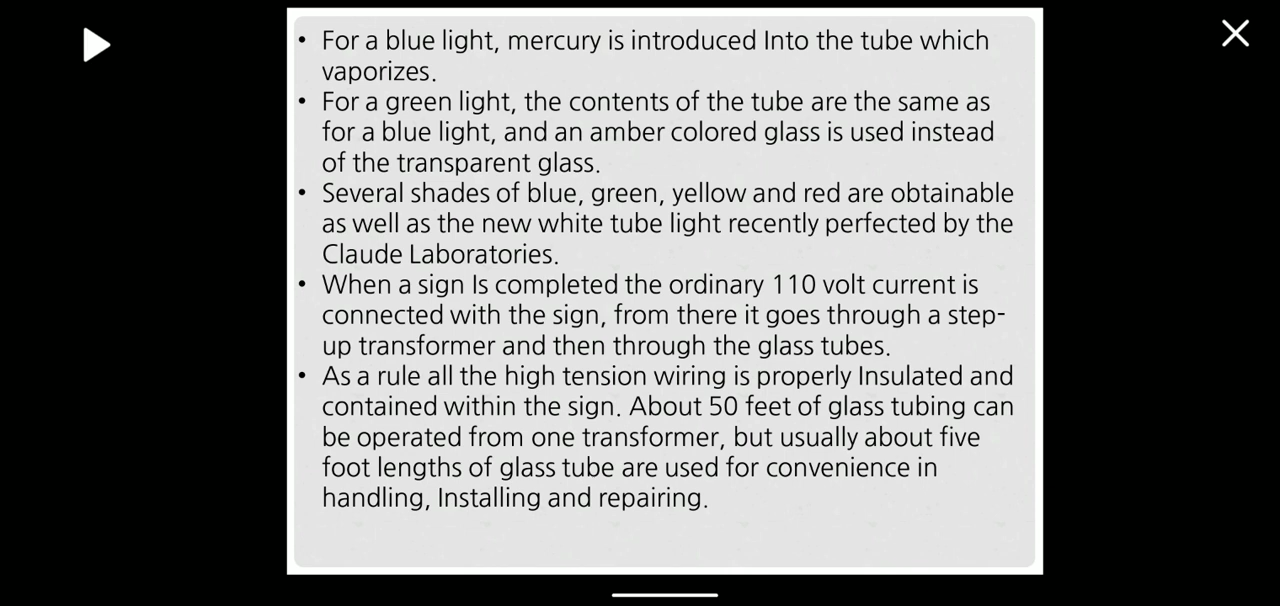 • For a blue light, mercury is introduced Into the tube which
vaporizes.
• For a green light, the contents of the tube are the same as
for a blue light, and an amber colored glass is used instead
of the transparent glass.
• Several shades of blue, green, yellow and red are obtainable
as well as the new white tube light recently perfected by the
Claude Laboratories.
• When a sign Is completed the ordinary 110 volt current is
connected with the sign, from there it goes through a step-
up transformer and then through the glass tubes.
• As a rule all the high tension wiring is properly Insulated and
contained within the sign. About 50 feet of glass tubing can
be operated from one transformer, but usually about five
foot lengths of glass tube are used for convenience in
handling, Installing and repairing.